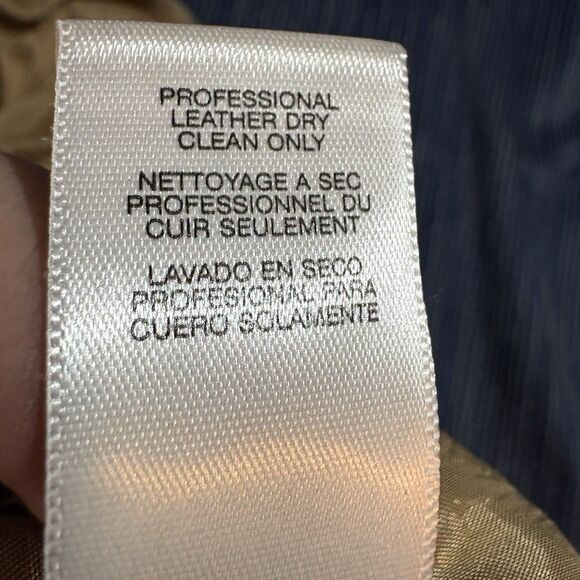 PROFESSIONAL
LEATHER DRY
CLEAN ONLY
NETTOYAGE A SEC
PROFESSIONNEL DU
CUIR SEULEMENT
LAVADO EN SECO
PROFESIONAL PARA
CUERO SOLAMENTE